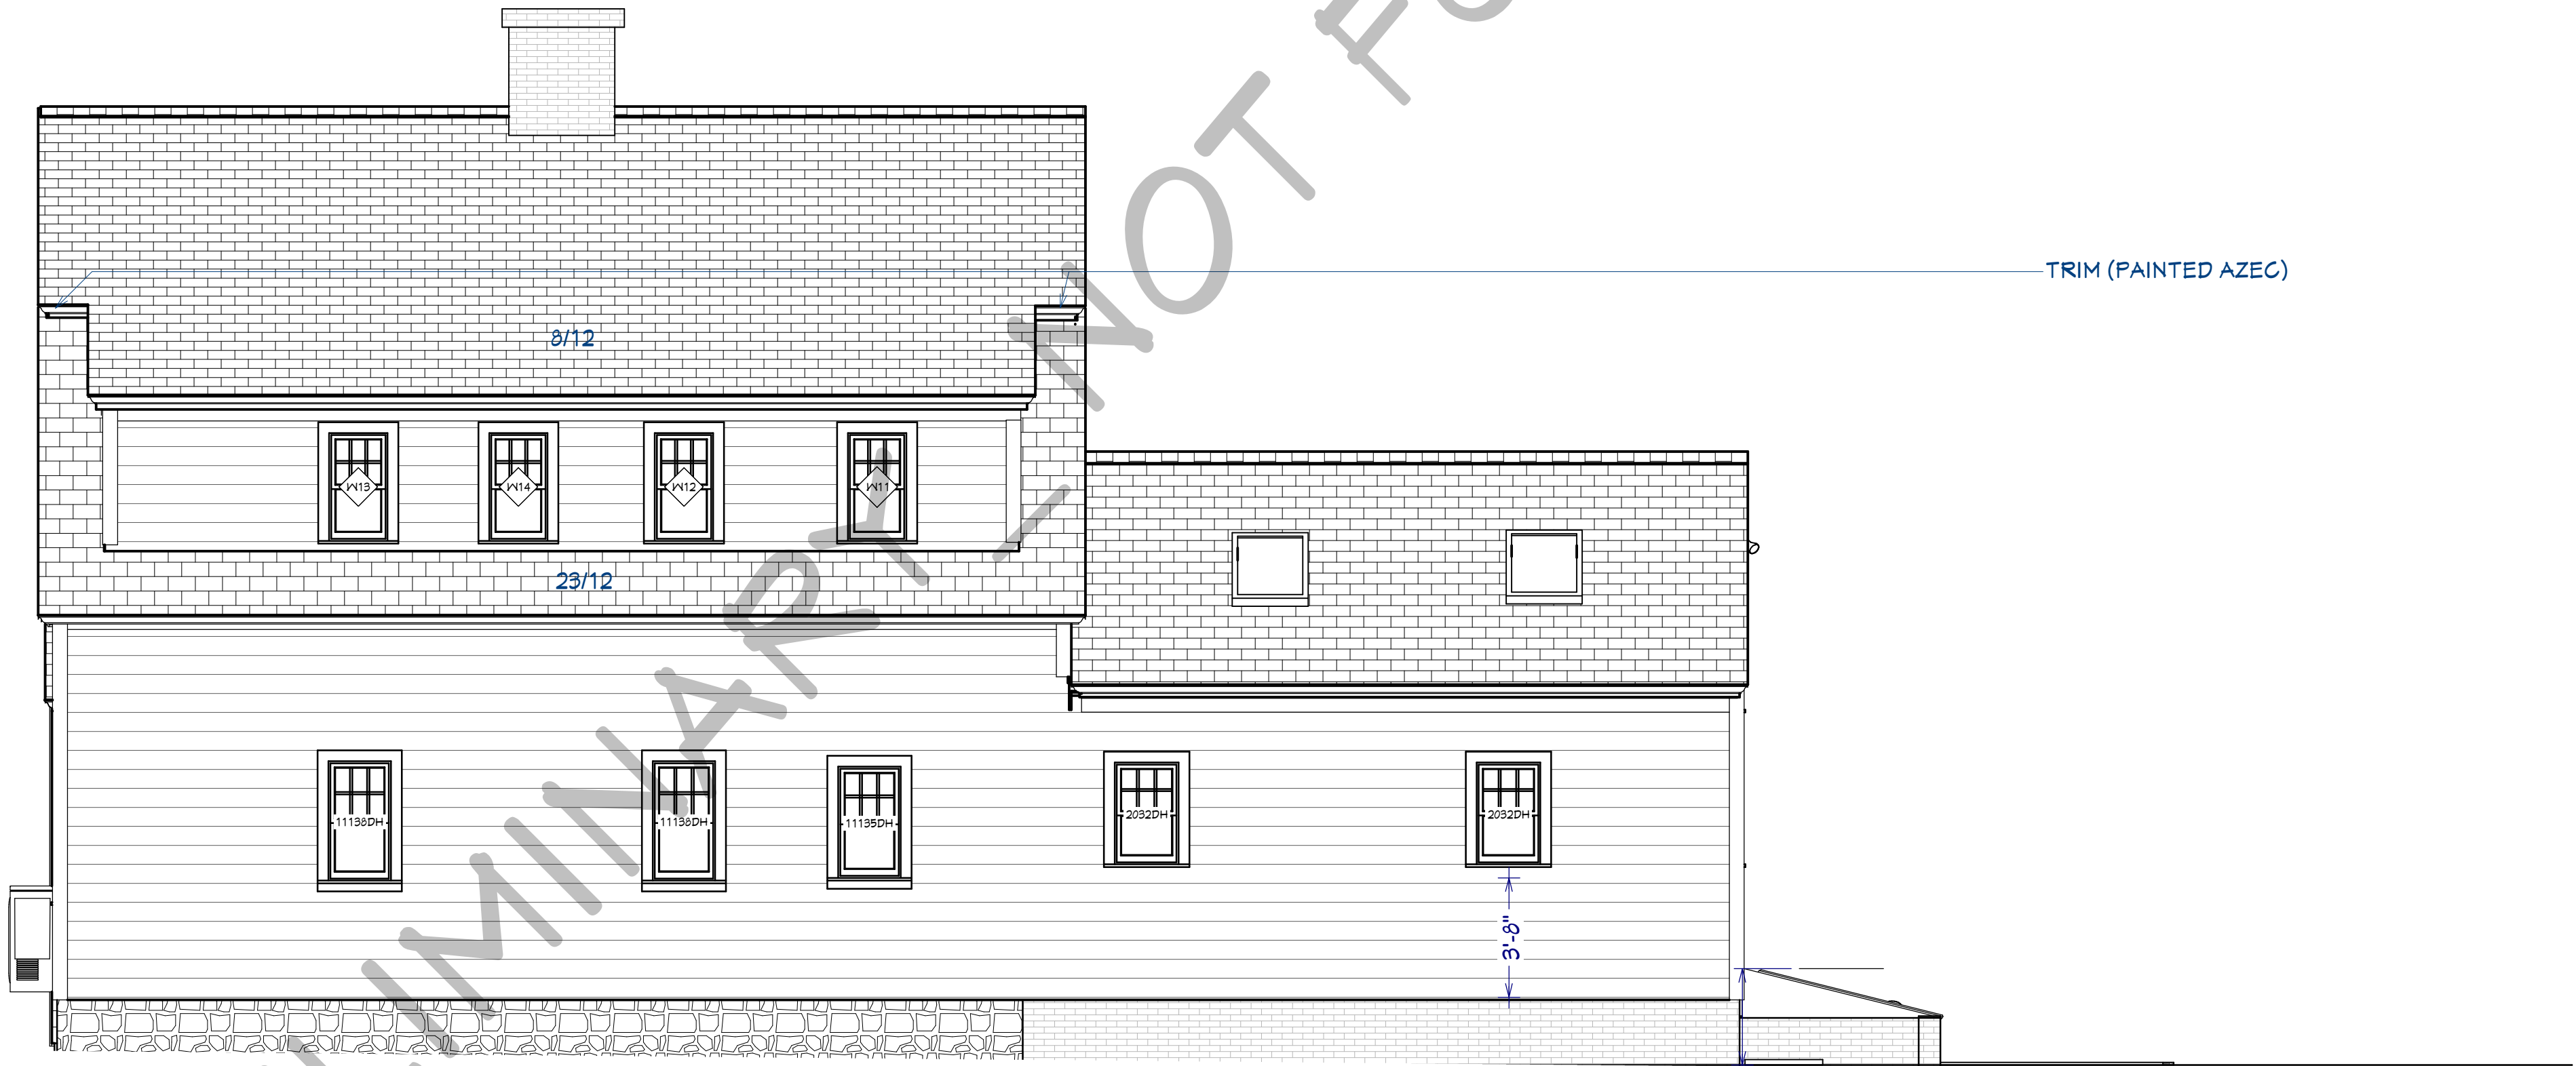 TRIM (PAINTED AZEC)
8/12
W13
W14
W12
W11
23/12
11138DH
11138DH
11135DH
2032DH
2032DH
3'-8"